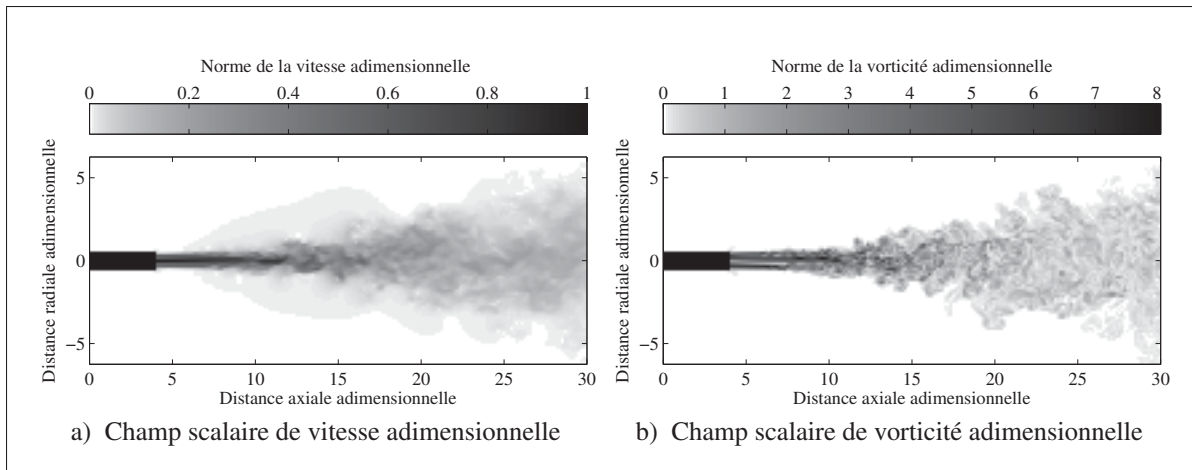 Norme de la vitesse adimensionnelle
0 0.2 0.4 0.6 0.8 1
Distance radiale adimensionnelle
5
0
−5
0 5 10 15 20 25 30
Distance axiale adimensionnelle
a) Champ scalaire de vitesse adimensionnelle
Norme de la vorticité adimensionnelle
0 1 2 3 4 5 6 7 8
Distance radiale adimensionnelle
5
0
−5
0 5 10 15 20 25 30
Distance axiale adimensionnelle
b) Champ scalaire de vorticité adimensionnelle